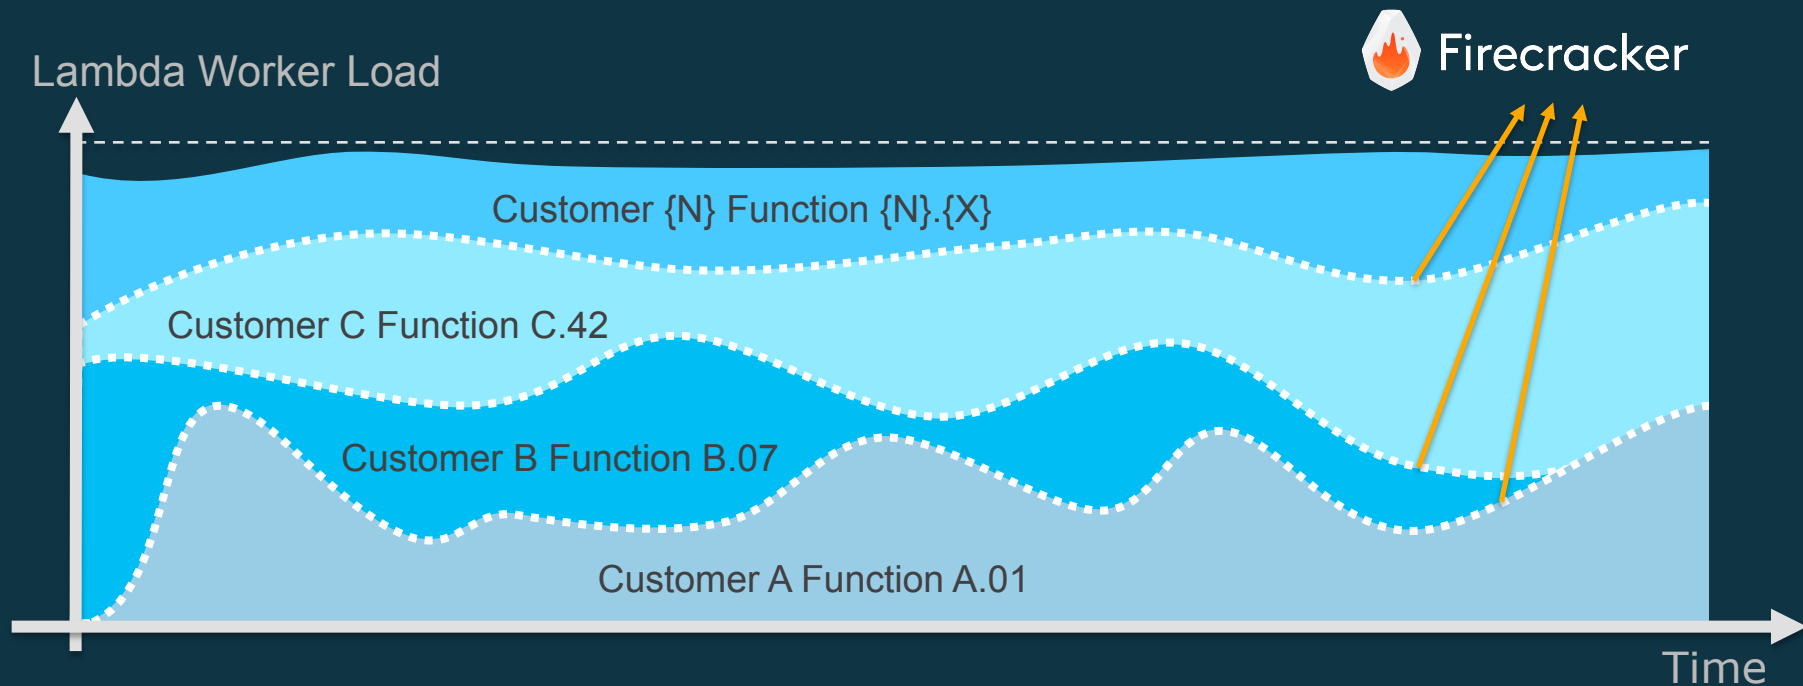 Firecracker
Lambda Worker Load
Customer {N} Function {N}.{X}
Customer C Function C.42
Customer B Function B.07
Customer A Function A.01
Time